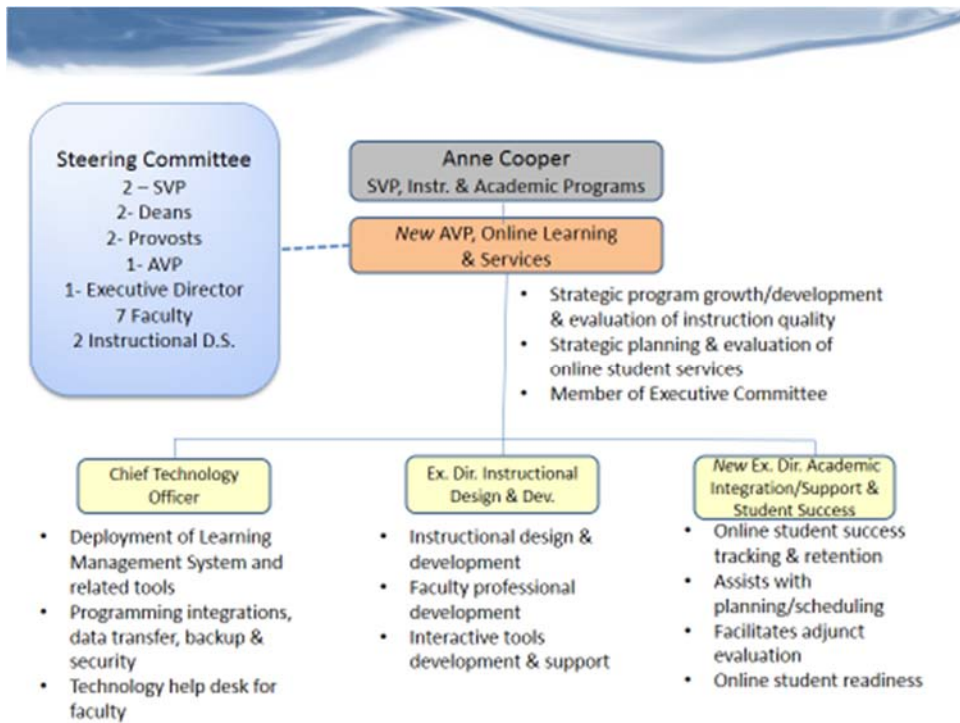 Steering Committee
2 – SVP
2- Deans
2- Provosts
1- AVP
1- Executive Director
7 Faculty
2 Instructional D.S.
Anne Cooper
SVP, Instr. & Academic Programs
New AVP, Online Learning
& Services
• Strategic program growth/development
& evaluation of instruction quality
• Strategic planning & evaluation of
online student services
• Member of Executive Committee
Chief Technology
Officer
• Deployment of Learning
Management System and
related tools
• Programming integrations,
data transfer, backup &
security
• Technology help desk for
faculty
Ex. Dir. Instructional
Design & Dev.
• Instructional design &
development
• Faculty professional
development
• Interactive tools
development & support
New Ex. Dir. Academic
Integration/Support &
Student Success
• Online student success
tracking & retention
• Assists with
planning/scheduling
• Facilitates adjunct
evaluation
• Online student readiness